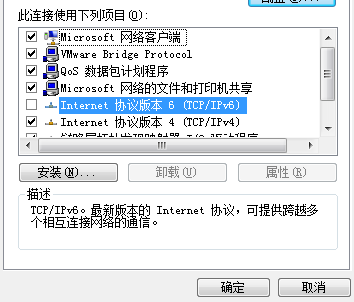 此连接使用下列项目(O):
Microsoft 网络客户端
VMware Bridge Protocol
QoS 数据包计划程序
Microsoft 网络的文件和打印机共享
Internet 协议版本 6 (TCP/IPv6)
Internet 协议版本 4 (TCP/IPv4)
安装(N)...
卸载(U)
属性(R)
描述
TCP/IPv6。最新版本的 Internet 协议，可提供跨越多
个相互连接网络的通信。
确定
取消